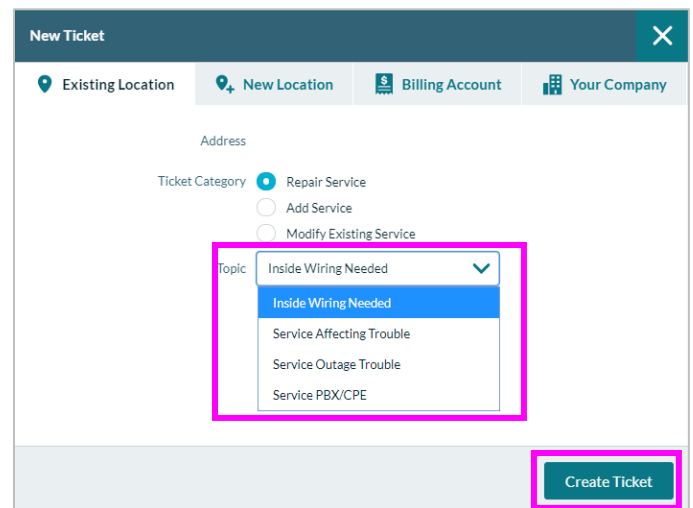 New Ticket
Existing Location
New Location
Billing Account
Your Company
Address
Ticket Category
Repair Service
Add Service
Modify Existing Service
Topic
Inside Wiring Needed
Inside Wiring Needed
Service Affecting Trouble
Service Outage Trouble
Service PBX/CPE
Create Ticket